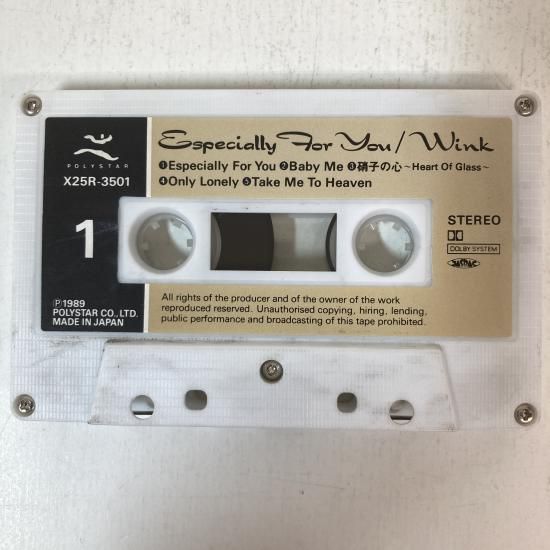 POLYSTAR
X25R-3501
1
Ⓟ1989
POLYSTAR CO., LTD.
MADE IN JAPAN
Especially For You / Wink
❶Especially For You ❷Baby Me ❸硝子の心 ~Heart Of Glass~
❹Only Lonely ❺Take Me To Heaven
STEREO
DOLBY SYSTEM
JASRAC
All rights of the producer and of the owner of the work
reproduced reserved. Unauthorised copying, hiring, lending,
public performance and broadcasting of this tape prohibited.